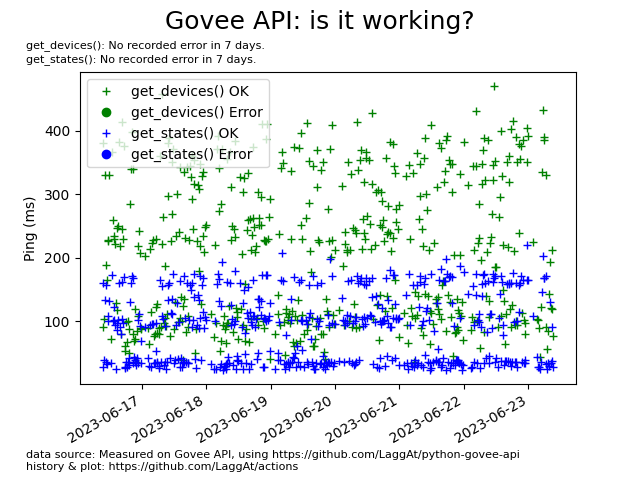 Govee API: is it working?
get_devices(): No recorded error in 7 days.
get_states(): No recorded error in 7 days.
get_devices() OK
get_devices() Error
get_states() OK
get_states() Error
400
300
200
100
Ping (ms)
2023-06-17
2023-06-18
2023-06-19
2023-06-20
2023-06-21
2023-06-22
2023-06-23
data source: Measured on Govee API, using https://github.com/LaggAt/python-govee-api
history & plot: https://github.com/LaggAt/actions